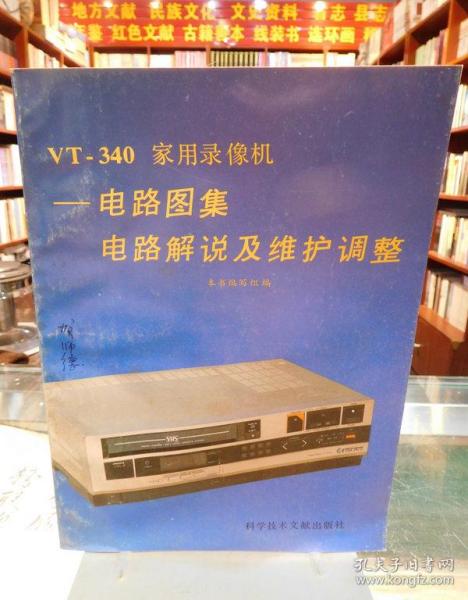 地方文献 民族文化 文史资料 省志 县志
红色文献 古籍善本 线装书 连环画
VT-340 家用录像机
—电路图集
电路解说及维护调整
本书编写组编
VHS
科学技术文献出版社
孔夫子旧书网
www.kongfz.com